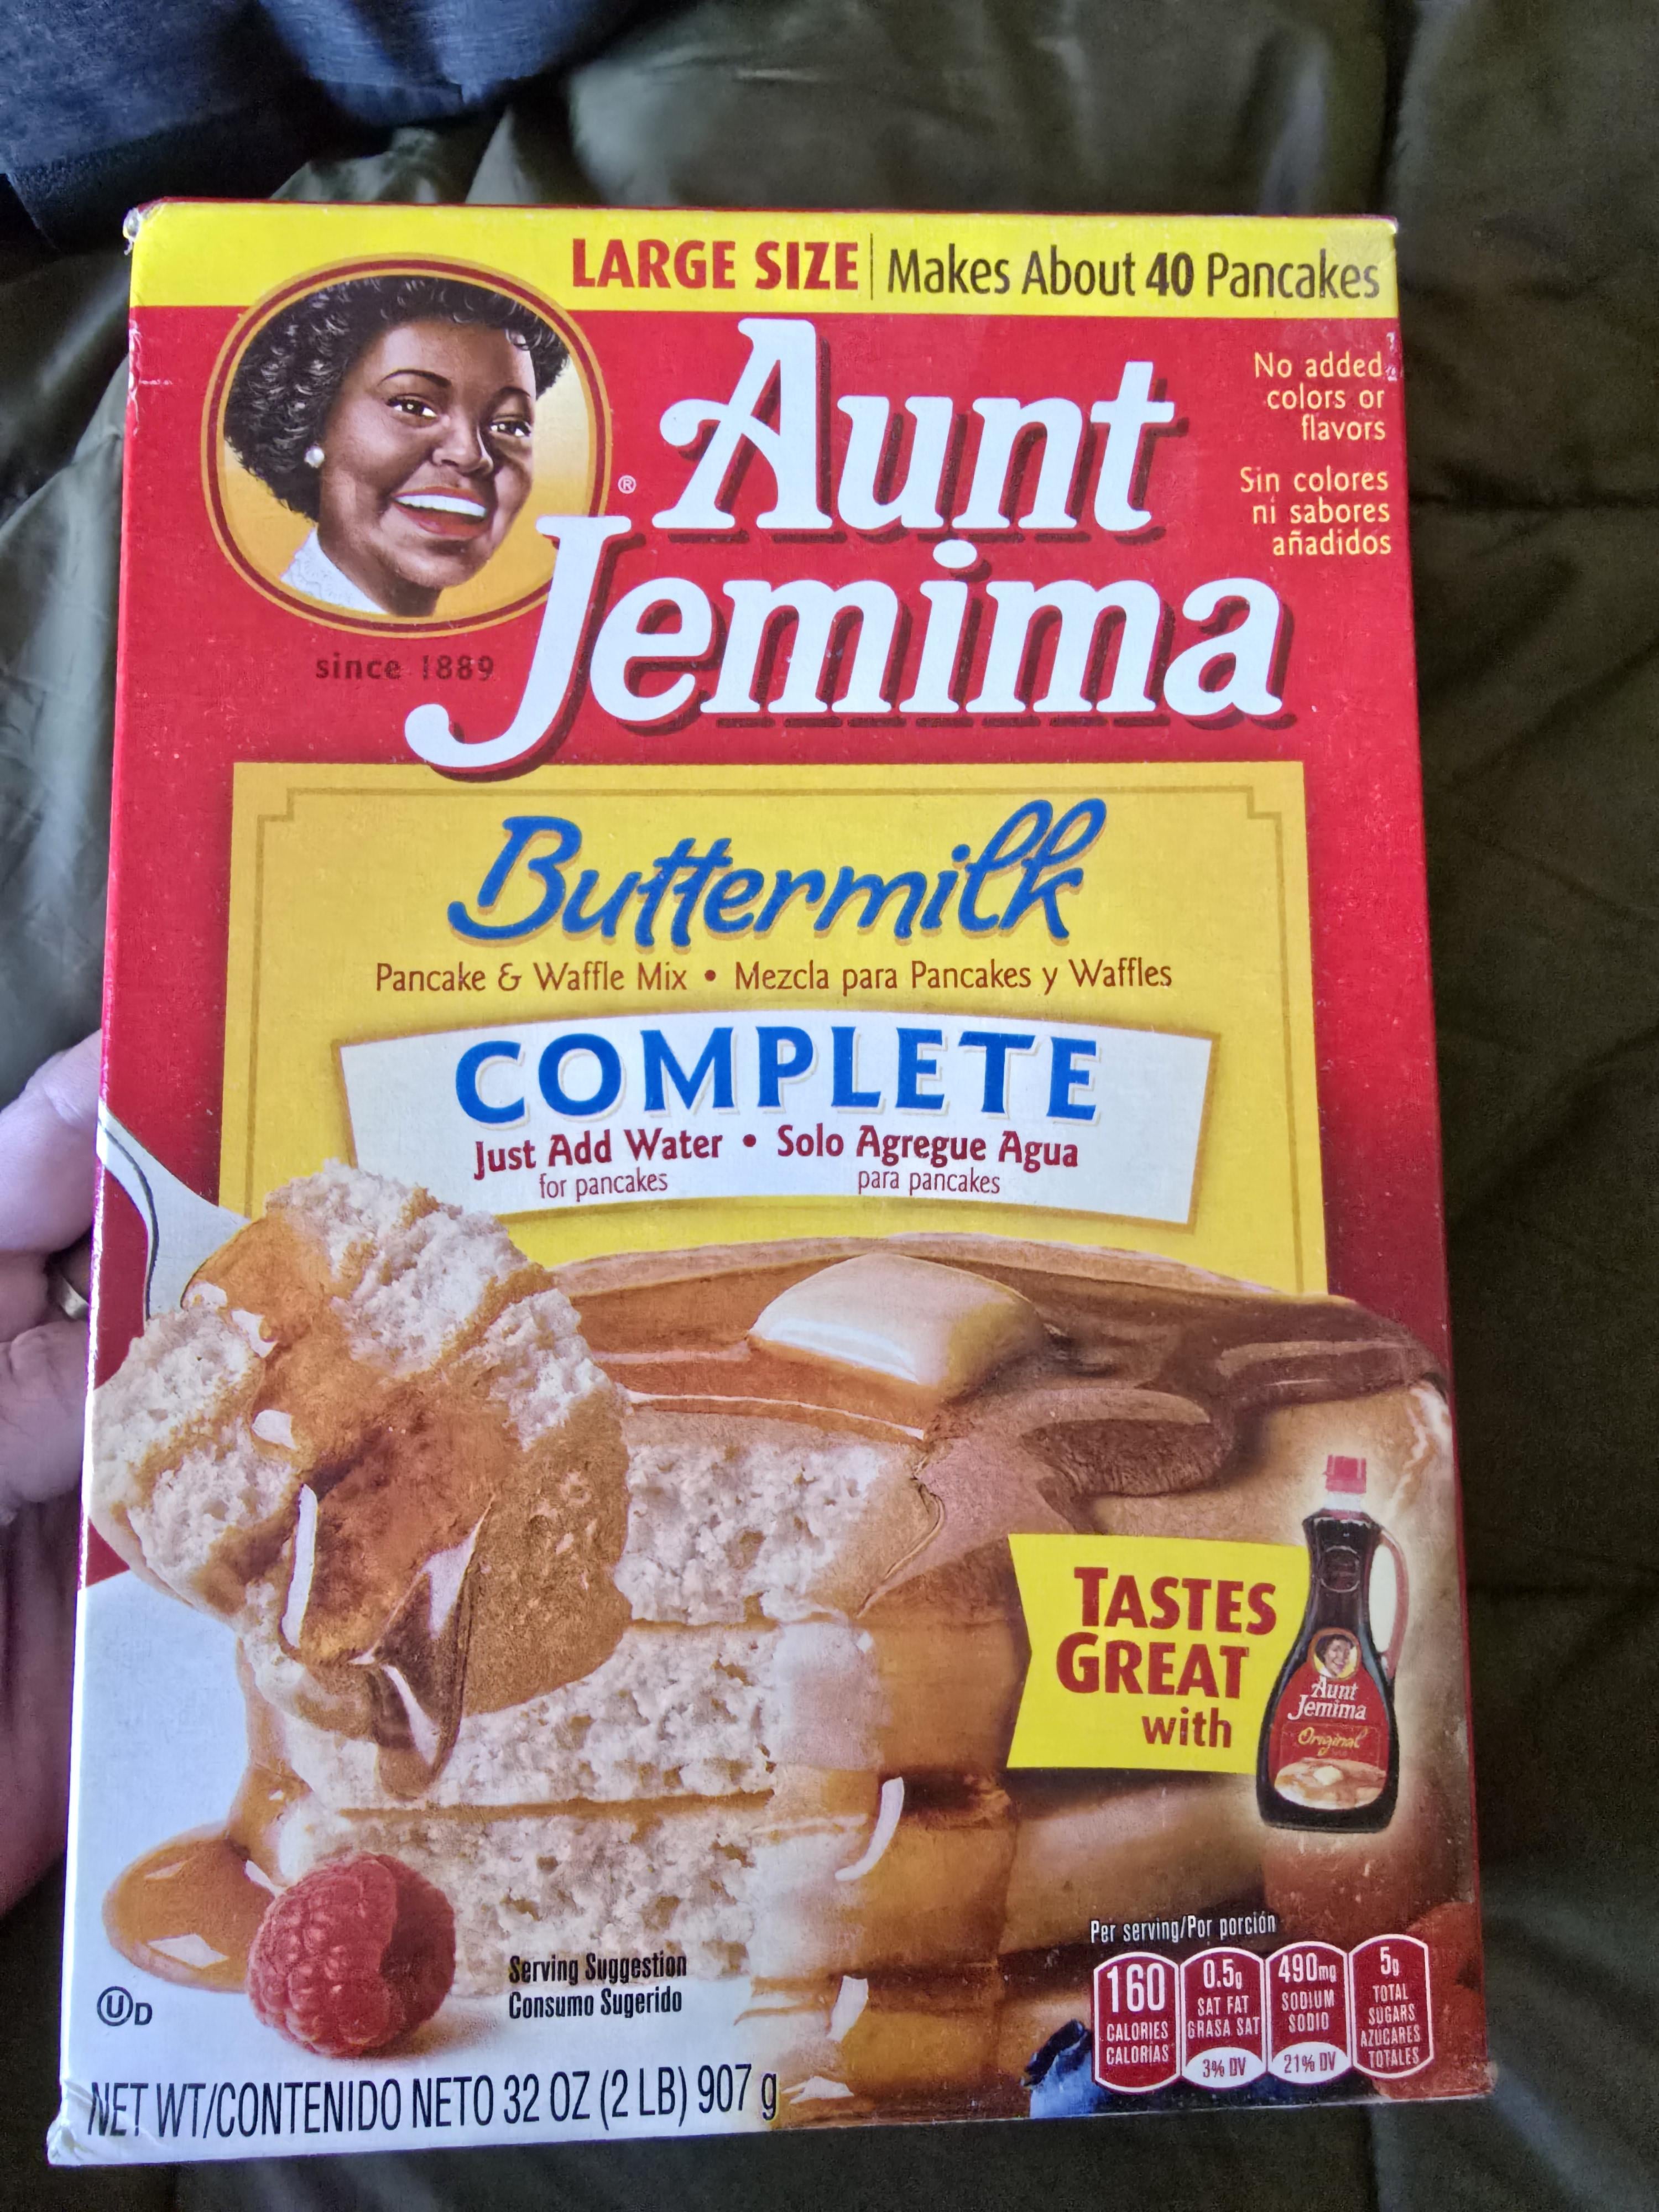 LARGE SIZE | Makes About 40 Pancakes
No added
colors or
flavors
Sin colores
ni sabores
añadidos
®
Aunt
Jemima
since 1889
Buttermilk
Pancake & Waffle Mix • Mezcla para Pancakes y Waffles
COMPLETE
Just Add Water • Solo Agregue Agua
for pancakes para pancakes
TASTES
GREAT
with
Aunt
Jemima
Original
Per serving/Por porción
160
CALORIES
CALORÍAS
0.5g
SAT FAT
GRASA SAT
3% DV
490mg
SODIUM
SODIO
21% DV
5g
TOTAL
SUGARS
AZÚCARES
TOTALES
Serving Suggestion
Consumo Sugerido
UD
NET WT/CONTENIDO NETO 32 OZ (2 LB) 907 g